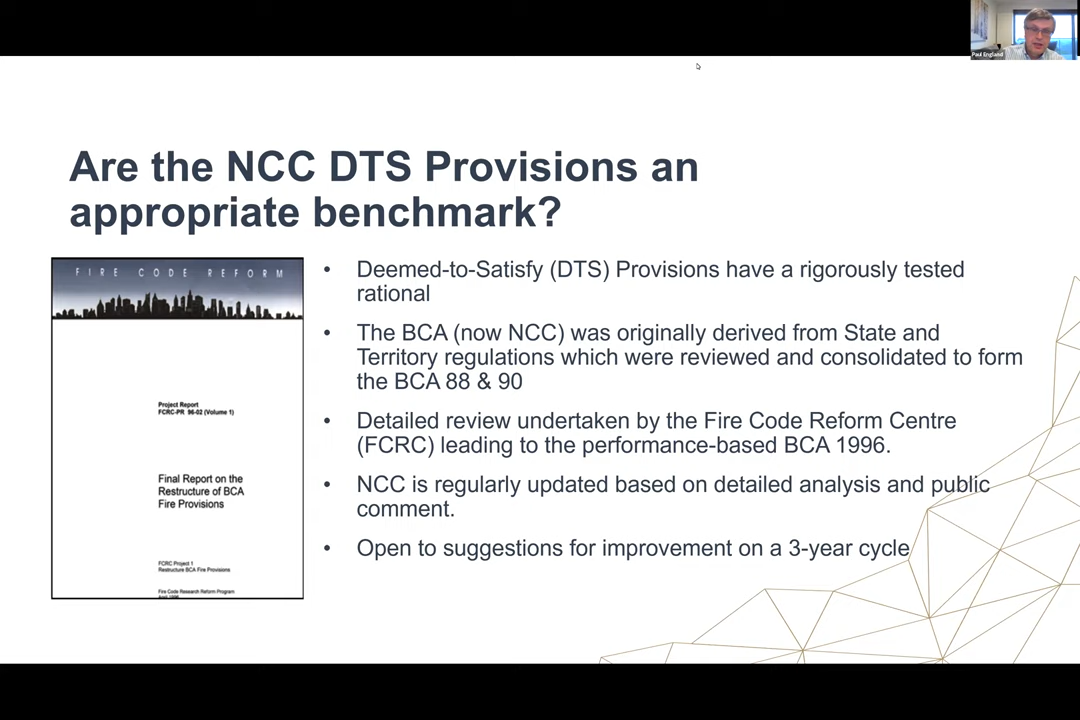 Paul England
Are the NCC DTS Provisions an
appropriate benchmark?
FIRE CODE REFORM
Project Report
FCRC-PR 96-02 (Volume 1)
Final Report on the
Restructure of BCA
Fire Provisions
FCRC Project 1
Restructure BCA Fire Provisions
Fire Code Research Reform Program
April 1996
• Deemed-to-Satisfy (DTS) Provisions have a rigorously tested
rational
• The BCA (now NCC) was originally derived from State and
Territory regulations which were reviewed and consolidated to form
the BCA 88 & 90
• Detailed review undertaken by the Fire Code Reform Centre
(FCRC) leading to the performance-based BCA 1996.
• NCC is regularly updated based on detailed analysis and public
comment.
• Open to suggestions for improvement on a 3-year cycle